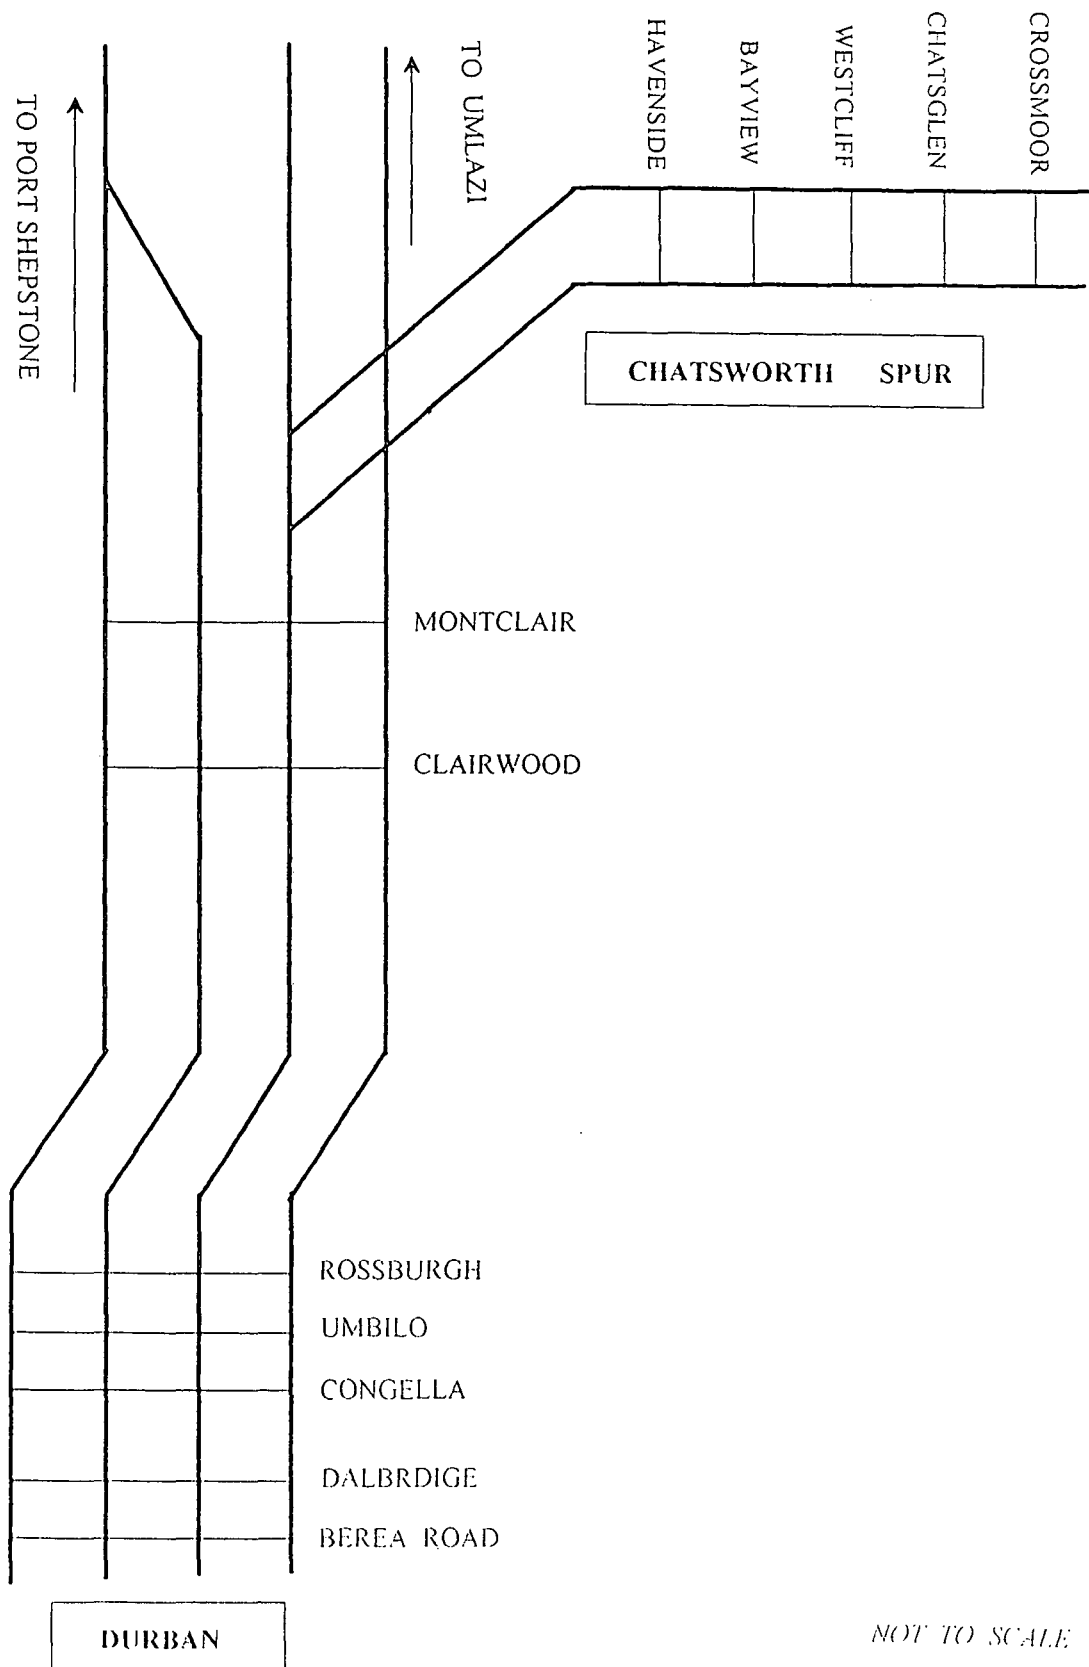 TO PORT SHEPSTONE
TO UMLAZI
HAVENSIDE
BAYVIEW
WESTCLIFF
CHATSGLEN
CROSSMOOR
CHATSWORTH SPUR
MONTCLAIR
CLAIRWOOD
ROSSBURGH
UMBILO
CONGELLA
DALBRDIGE
BEREA ROAD
DURBAN
NOT TO SCALE